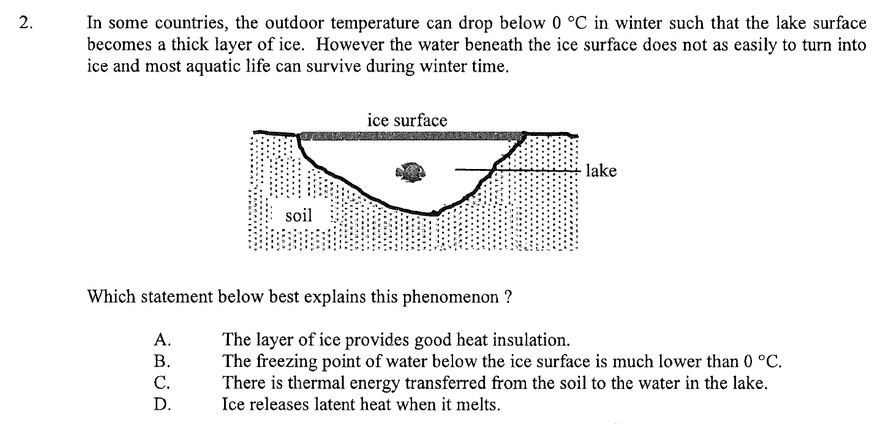 2. In some countries, the outdoor temperature can drop below 0 °C in winter such that the lake surface
becomes a thick layer of ice. However the water beneath the ice surface does not as easily to turn into
ice and most aquatic life can survive during winter time.
ice surface
lake
soil
Which statement below best explains this phenomenon ?
A. The layer of ice provides good heat insulation.
B. The freezing point of water below the ice surface is much lower than 0 °C.
C. There is thermal energy transferred from the soil to the water in the lake.
D. Ice releases latent heat when it melts.